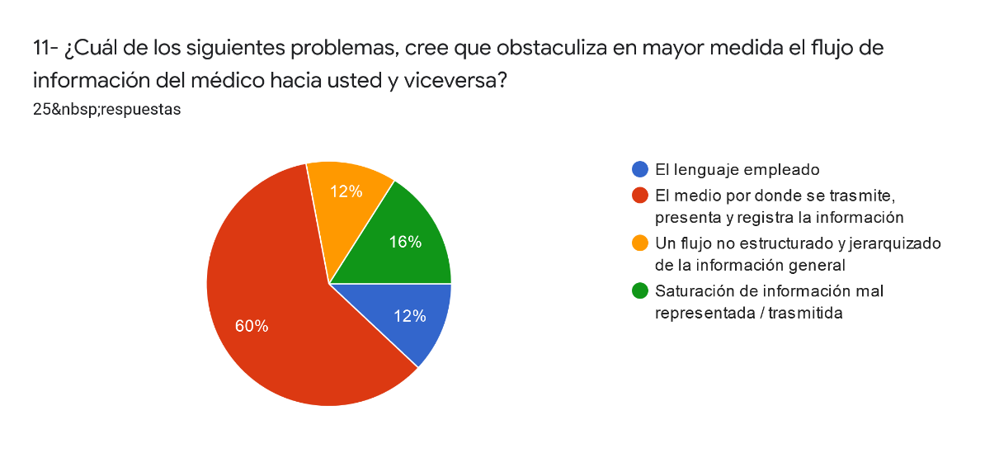 11- ¿Cuál de los siguientes problemas, cree que obstaculiza en mayor medida el flujo de
información del médico hacia usted y viceversa?
25&nbsp;respuestas
12%
16%
12%
60%
El lenguaje empleado
El medio por donde se trasmite,
presenta y registra la información
Un flujo no estructurado y jerarquizado
de la información general
Saturación de información mal
representada / trasmitida